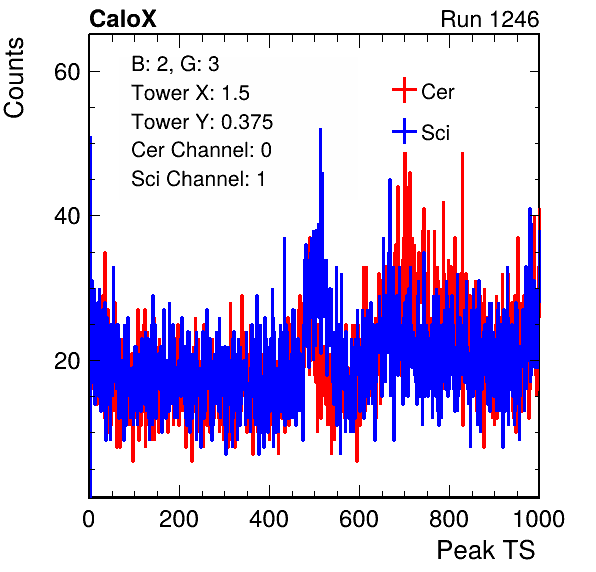 CaloX Run 1246
Counts
60
40
20
B: 2, G: 3
Tower X: 1.5
Tower Y: 0.375
Cer Channel: 0
Sci Channel: 1
Cer
Sci
0 200 400 600 800 1000
Peak TS